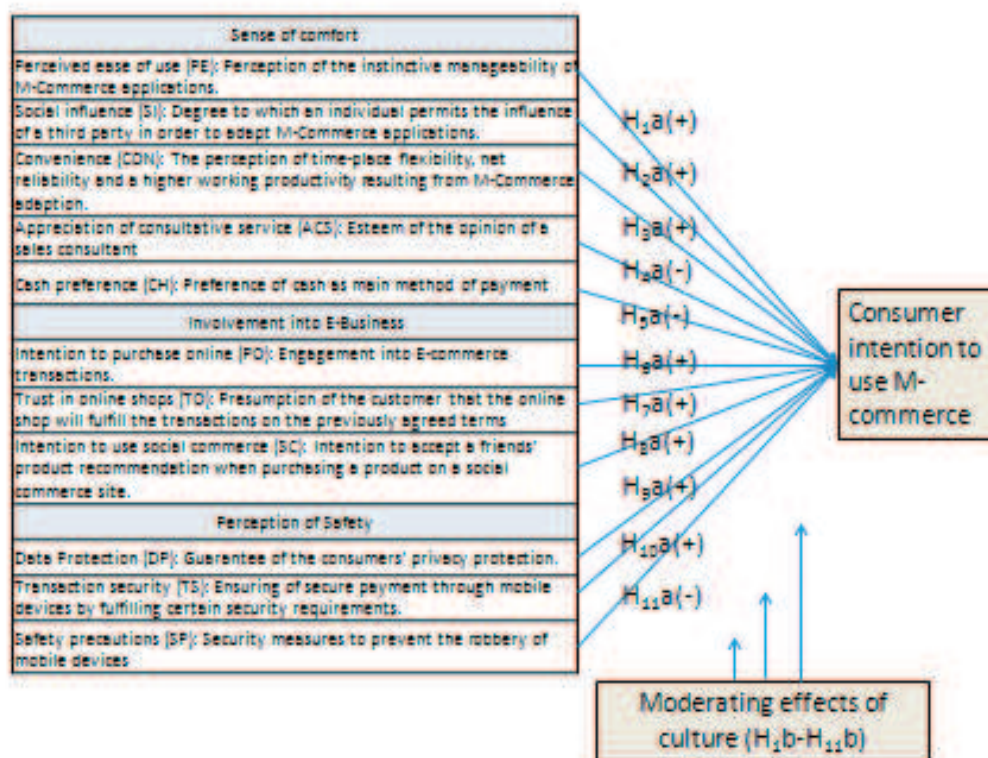 Sense of comfort
Perceived ease of use (PE): Perception of the instinctive manageability of
M-Commerce applications.
Social influence (SI): Degree to which an individual permits the influence
of a third party in order to adapt M-Commerce applications.
Convenience (CON): The perception of time-place flexibility, net
reliability and a higher working productivity resulting from M-Commerce
adaption.
Appreciation of consultative service (ACS): Esteem of the opinion of a
sales consultant
Cash preference (CH): Preference of cash as main method of payment
Involvement into E-Business
Intention to purchase online (PO): Engagement into E-commerce
transactions.
Trust in online shops (TO): Presumption of the customer that the online
shop will fulfill the transactions on the previously agreed terms
Intention to use social commerce (SC): Intention to accept a friends'
product recommendation when purchasing a product on a social
commerce site.
Perception of Safety
Data Protection (DP): Guarantee of the consumers' privacy protection.
Transaction security (TS): Ensuring of secure payment through mobile
devices by fulfilling certain security requirements.
Safety precautions (SP): Security measures to prevent the robbery of
mobile devices
H₁a(+)
H₂a(+)
H₃a(+)
H₄a(-)
H₅a(-)
H₆a(+)
H₇a(+)
H₈a(+)
H₉a(+)
H₁₀a(+)
H₁₁a(-)
Consumer
intention to
use M-
commerce
Moderating effects of
culture (H₁b-H₁₁b)